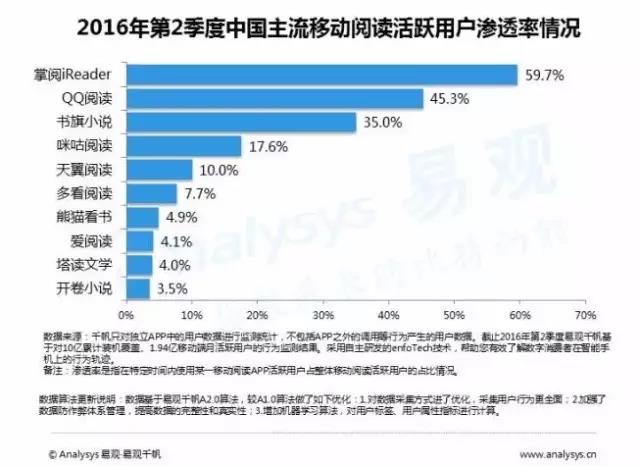 2016年第2季度中国主流移动阅读活跃用户渗透率情况
掌阅iReader 59.7%
QQ阅读 45.3%
书旗小说 35.0%
咪咕阅读 17.6%
天翼阅读 10.0%
多看阅读 7.7%
熊猫看书 4.9%
爱阅读 4.1%
塔读文学 4.0%
开卷小说 3.5%
0% 10% 20% 30% 40% 50% 60% 70%
Analysys 易观
数据来源：千帆只对独立APP中的用户数据进行监测统计，不包括APP之外的调用等行为产生的用户数据。截止2016年第2季度易观千帆
基于对10亿累计装机覆盖、1.94亿移动端月活跃用户的行为监测结果。采用自主研发的enfoTech技术，帮助您有效了解数字消费者在智能手
机上的行为轨迹。
备注：渗透率是指在特定时间内使用某一移动阅读APP活跃用户占整体移动阅读活跃用户的占比情况。
数据算法更新说明：数据基于易观千帆A2.0算法，较A1.0算法做了如下优化：1.对数据采集方式进了优化，采集用户行为更全面；2.加强了
数据防作弊体系管理，提高数据的完整性和真实性；3.增加机器学习算法，对用户标签、用户属性指标进行计算。
© Analysys 易观·易观千帆 www.analysys.cn